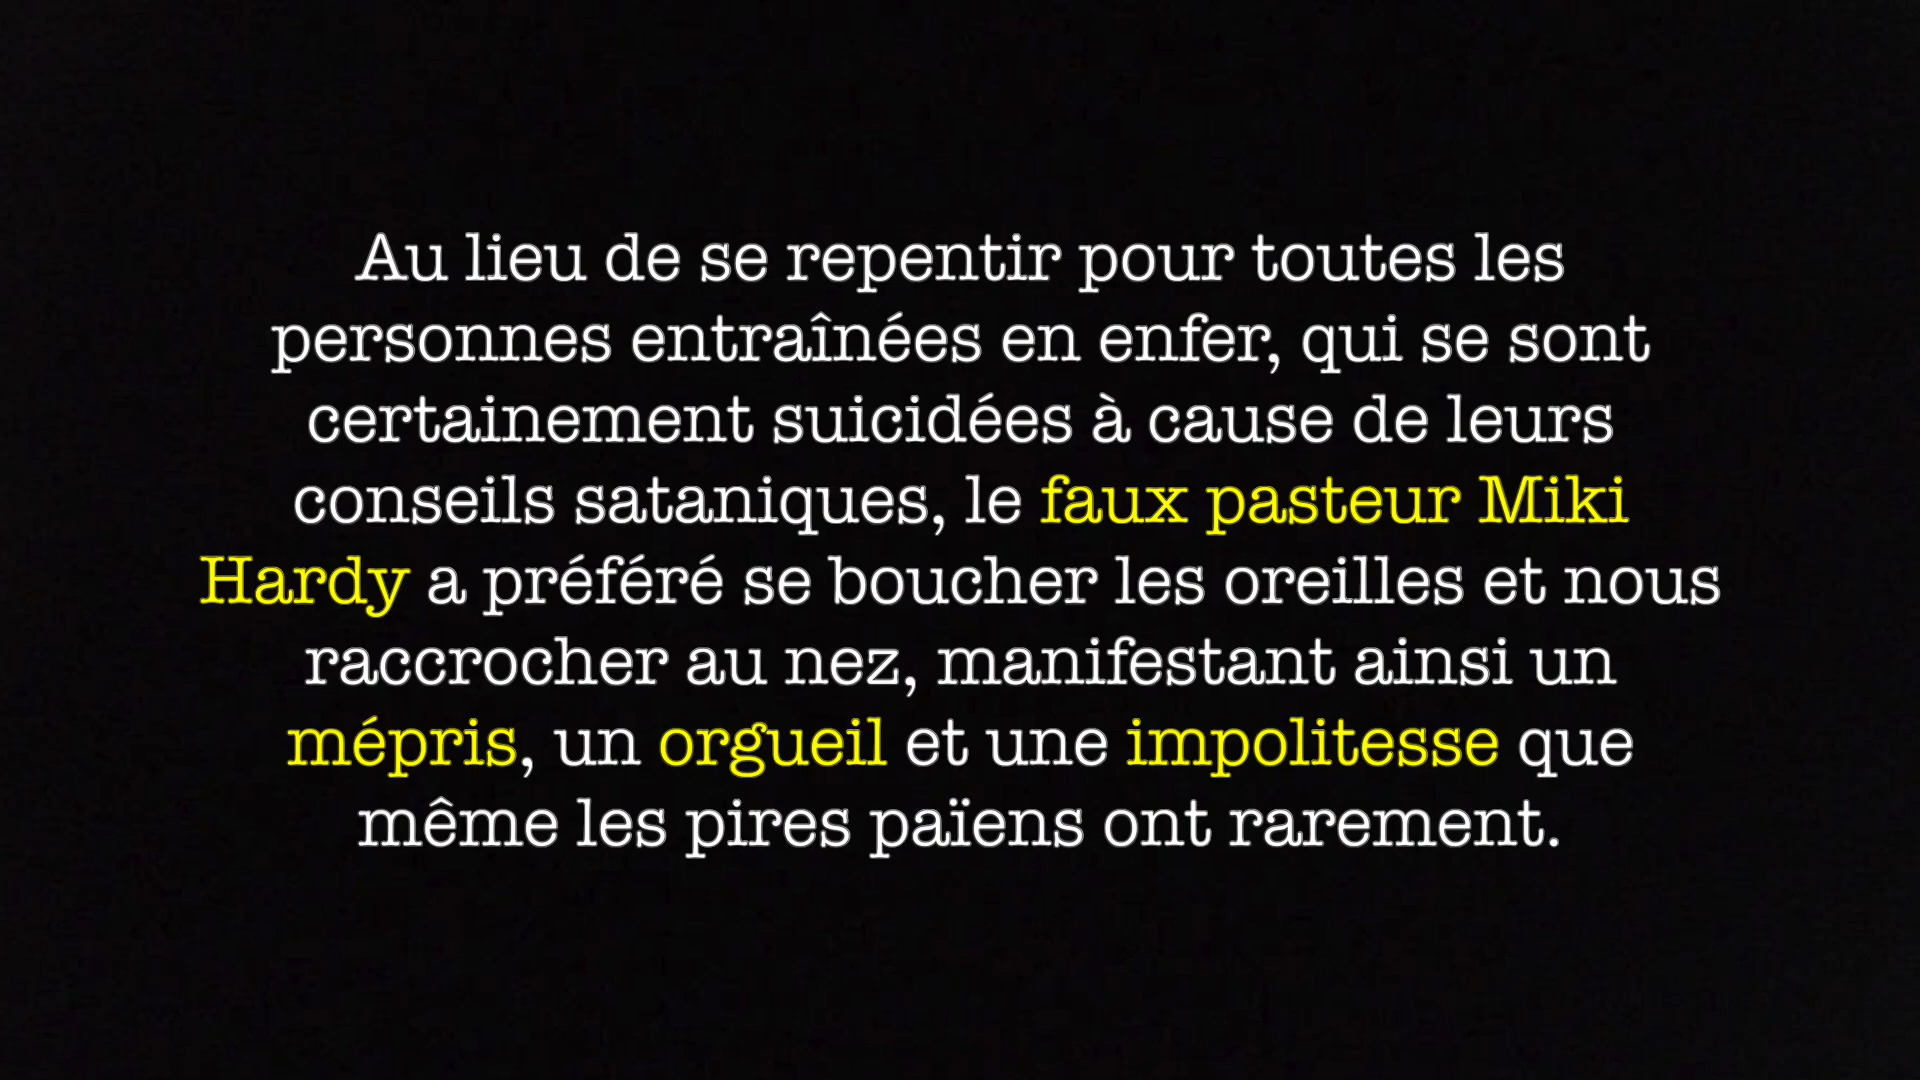 Au lieu de se repentir pour toutes les
personnes entraînées en enfer, qui se sont
certainement suicidées à cause de leurs
conseils sataniques, le faux pasteur Miki
Hardy a préféré se boucher les oreilles et nous
raccrocher au nez, manifestant ainsi un
mépris, un orgueil et une impolitesse que
même les pires païens ont rarement.